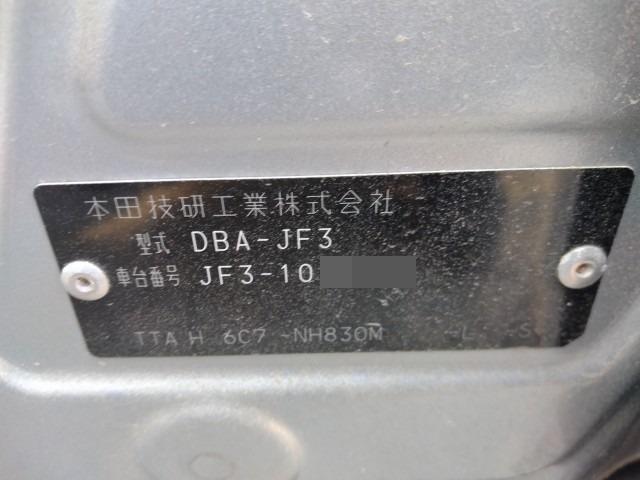 本田技研工業株式会社
型式 DBA-JF3
車台番号 JF3-10
TTA H 6C7 -NH830M -L -S